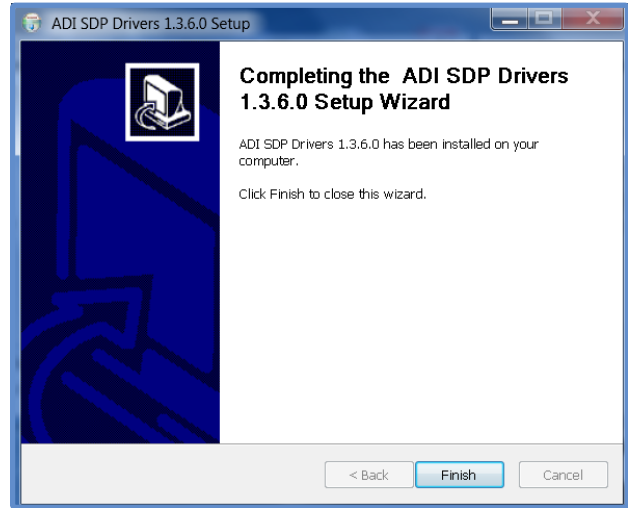 ADI SDP Drivers 1.3.6.0 Setup
Completing the ADI SDP Drivers
1.3.6.0 Setup Wizard
ADI SDP Drivers 1.3.6.0 has been installed on your
computer.
Click Finish to close this wizard.
< Back
Finish
Cancel